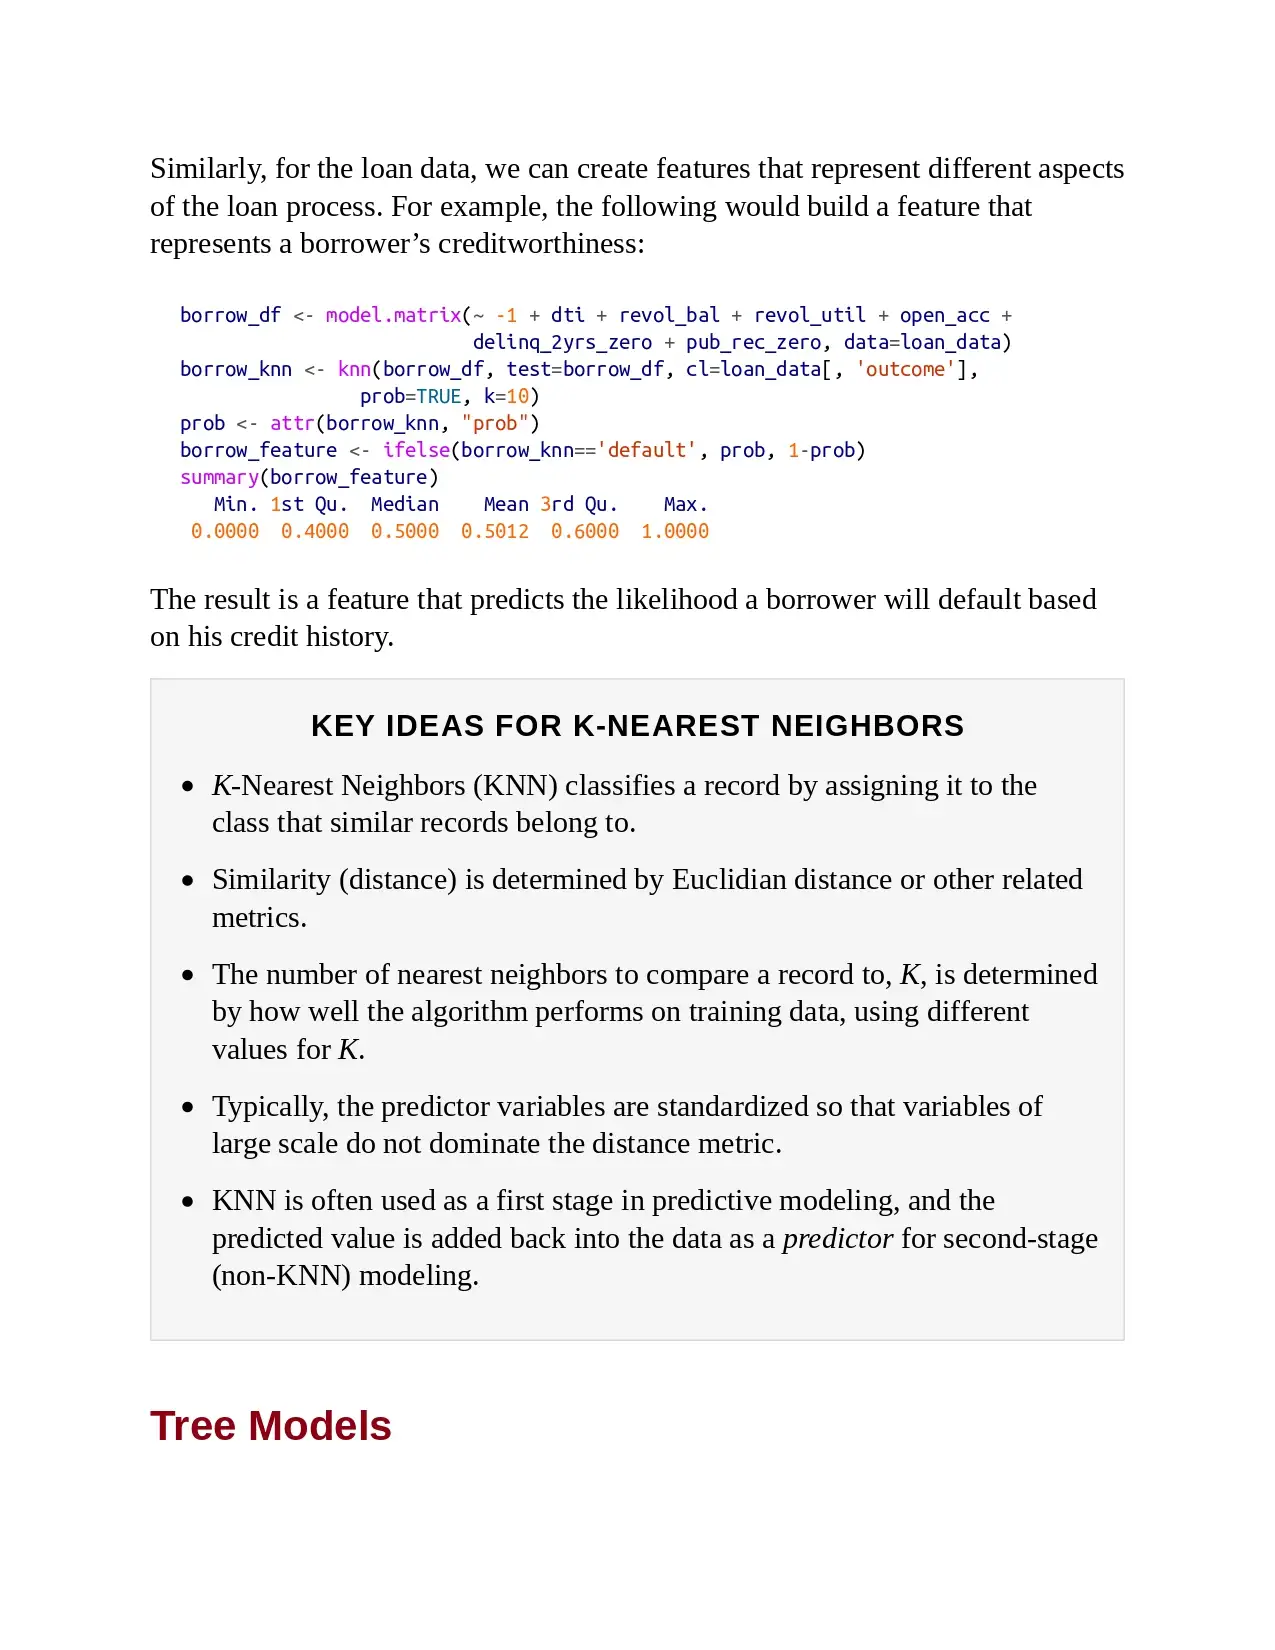 Similarly, for the loan data, we can create features that represent different aspects
of the loan process. For example, the following would build a feature that
represents a borrower’s creditworthiness:
borrow_df <- model.matrix(~ -1 + dti + revol_bal + revol_util + open_acc +
delinq_2yrs_zero + pub_rec_zero, data=loan_data)
borrow_knn <- knn(borrow_df, test=borrow_df, cl=loan_data[, 'outcome'],
prob=TRUE, k=10)
prob <- attr(borrow_knn, "prob")
borrow_feature <- ifelse(borrow_knn=='default', prob, 1-prob)
summary(borrow_feature)
Min. 1st Qu. Median Mean 3rd Qu. Max.
0.0000 0.4000 0.5000 0.5012 0.6000 1.0000
The result is a feature that predicts the likelihood a borrower will default based
on his credit history.
KEY IDEAS FOR K-NEAREST NEIGHBORS
• K-Nearest Neighbors (KNN) classifies a record by assigning it to the
class that similar records belong to.
• Similarity (distance) is determined by Euclidian distance or other related
metrics.
• The number of nearest neighbors to compare a record to, K, is determined
by how well the algorithm performs on training data, using different
values for K.
• Typically, the predictor variables are standardized so that variables of
large scale do not dominate the distance metric.
• KNN is often used as a first stage in predictive modeling, and the
predicted value is added back into the data as a predictor for second-stage
(non-KNN) modeling.
Tree Models